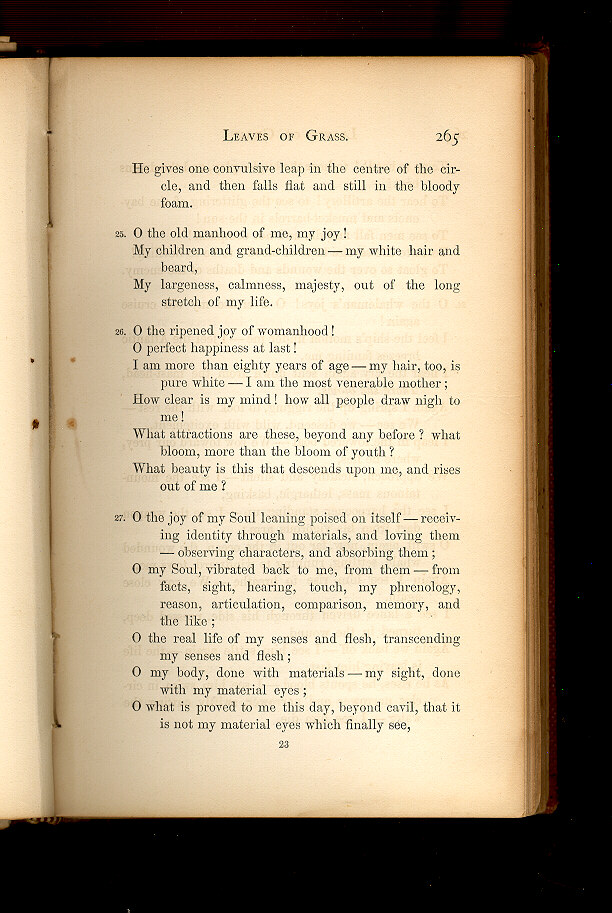 LEAVES OF GRASS. 265
He gives one convulsive leap in the centre of the cir-
cle, and then falls flat and still in the bloody
foam.
25. O the old manhood of me, my joy!
My children and grand-children — my white hair and
beard,
My largeness, calmness, majesty, out of the long
stretch of my life.
26. O the ripened joy of womanhood!
O perfect happiness at last!
I am more than eighty years of age — my hair, too, is
pure white — I am the most venerable mother;
How clear is my mind! how all people draw nigh to
me!
What attractions are these, beyond any before? what
bloom, more than the bloom of youth?
What beauty is this that descends upon me, and rises
out of me?
27. O the joy of my Soul leaning poised on itself — receiv-
ing identity through materials, and loving them
— observing characters, and absorbing them;
O my Soul, vibrated back to me, from them — from
facts, sight, hearing, touch, my phrenology,
reason, articulation, comparison, memory, and
the like;
O the real life of my senses and flesh, transcending
my senses and flesh;
O my body, done with materials — my sight, done
with my material eyes;
O what is proved to me this day, beyond cavil, that it
is not my material eyes which finally see,
23